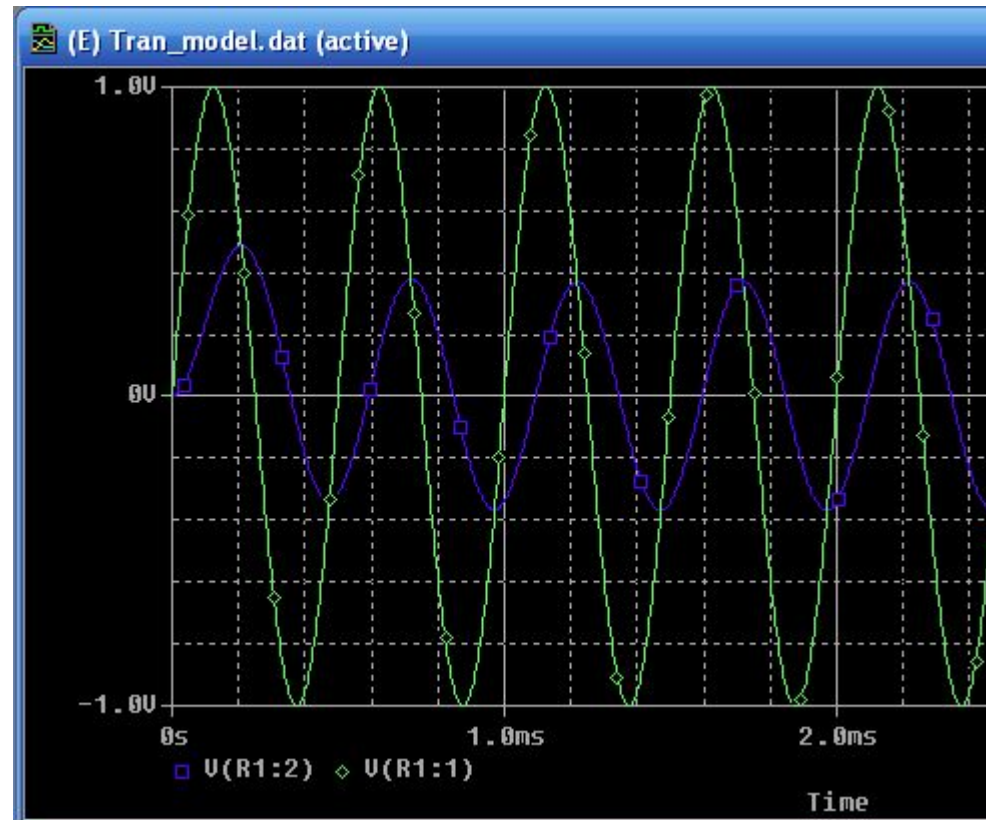 (E) Tran_model.dat (active)
1.0V
0V
-1.0V
0s 1.0ms 2.0ms
V(R1:2) V(R1:1)
Time